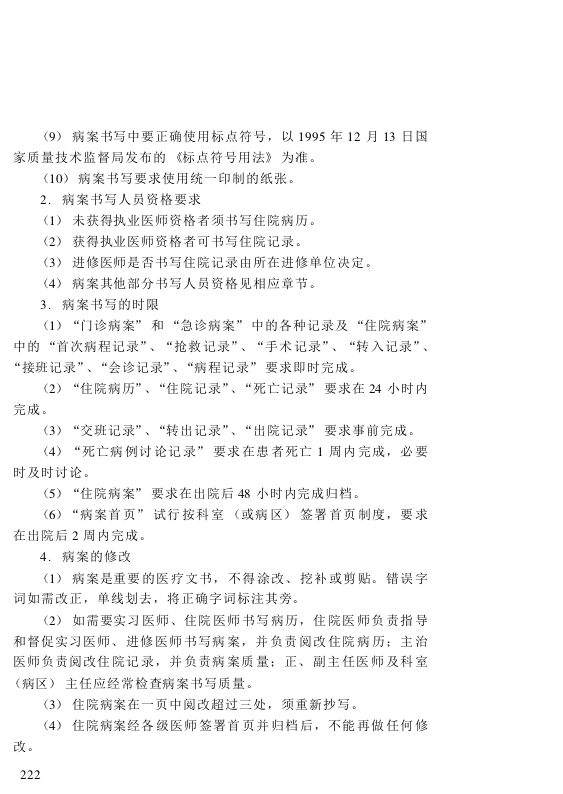 (9) 病案书写中要正确使用标点符号，以 1995 年 12 月 13 日国
家质量技术监督局发布的《标点符号用法》为准。
(10) 病案书写要求使用统一印制的纸张。
2. 病案书写人员资格要求
(1) 未获得执业医师资格者须书写住院病历。
(2) 获得执业医师资格者可书写住院记录。
(3) 进修医师是否书写住院记录由所在进修单位决定。
(4) 病案其他部分书写人员资格见相应章节。
3. 病案书写的时限
(1)“门诊病案” 和 “急诊病案” 中的各种记录及 “住院病案”
中的 “首次病程记录”、“抢救记录”、“手术记录”、“转入记录”、
“接班记录”、“会诊记录”、“病程记录” 要求即时完成。
(2) “住院病历”、“住院记录”、“死亡记录” 要求在 24 小时内
完成。
(3) “交班记录”、“转出记录”、“出院记录” 要求事前完成。
(4) “死亡病例讨论记录” 要求在患者死亡 1 周内完成，必要
时及时讨论。
(5)“住院病案” 要求在出院后 48 小时内完成归档。
(6)“病案首页” 试行按科室 (或病区) 签署首页制度，要求
在出院后 2 周内完成。
4. 病案的修改
(1) 病案是重要的医疗文书，不得涂改、挖补或剪贴。错误字
词如需改正，单线划去，将正确字词标注其旁。
(2) 如需要实习医师、住院医师书写病历，住院医师负责指导
和督促实习医师、进修医师书写病案，并负责阅改住院病历；主治
医师负责阅改住院记录，并负责病案质量；正、副主任医师及科室
(病区) 主任应经常检查病案书写质量。
(3) 住院病案在一页中阅改超过三处，须重新抄写。
(4) 住院病案经各级医师签署首页并归档后，不能再做任何修
改。
222